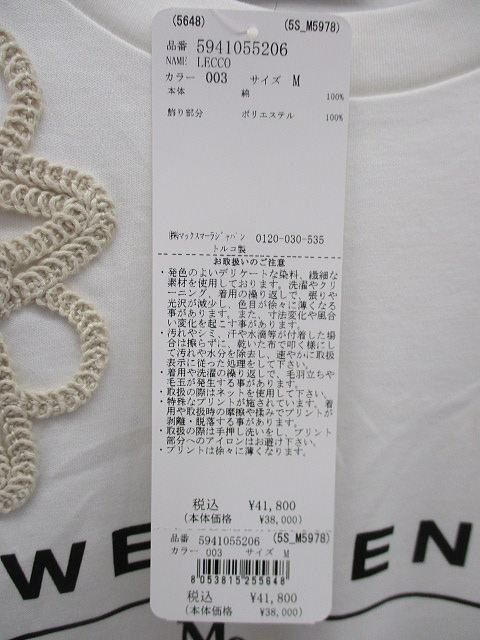 (5648)
(5S_M5978)
品番 5941055206
NAME LECCO
カラー 003 サイズ M
本体 綿 100%
飾り部分 ポリエステル 100%
㈱マックスマーラジャパン 0120-030-535
トルコ製
お取扱いのご注意
・発色のよいデリケートな染料、繊細な
素材を使用しております。洗濯やクリ
ーニング、着用の繰り返しで、張りや
光沢が減少し、色目が徐々に薄くなる
事があります。また、寸法変化や風合
い変化を起こす事があります。
・汚れやシミ、汗や水滴等が付着した場
合は擦らずに、乾いた布で叩く様にし
て汚れや水分を除去し、速やかに取扱
表示に従った処理をして下さい。
・着用や洗濯の繰り返しで、毛羽立ちや
毛玉が発生する事があります。
・取扱の際はネットを使用して下さい。
・特殊なプリントが施されています。着
用や取扱時の摩擦や揉みでプリントが
剥離・脱落する事があります。
・取扱の際は手押し洗いをし、プリント
部分へのアイロンはお避け下さい。
・プリントは徐々に薄くなります。
税込 ¥41,800
(本体価格 ¥38,000)
品番 5941055206 (5S_M5978)
カラー 003 サイズ M
8053815255648
税込 ¥41,800
(本体価格 ¥38,000)
WE
EN